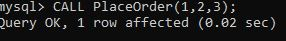 mysql> CALL PlaceOrder(1,2,3);
Query OK, 1 row affected (0.02 sec)